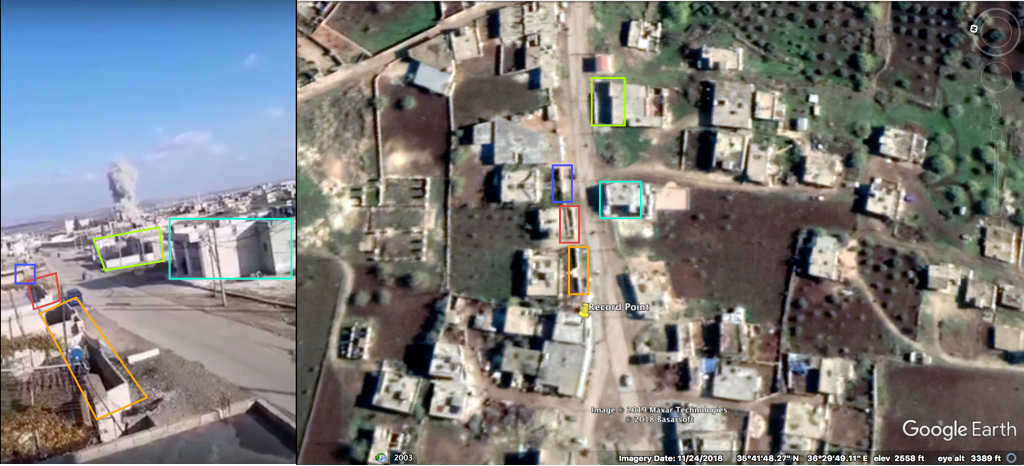 Record Point
Image © 2019 Maxar Technologies
© 2018 Basarsoft
Google Earth
2003
Imagery Date: 11/24/2018 35°41'48.27" N 36°29'49.11" E elev 2558 ft eye alt 3389 ft